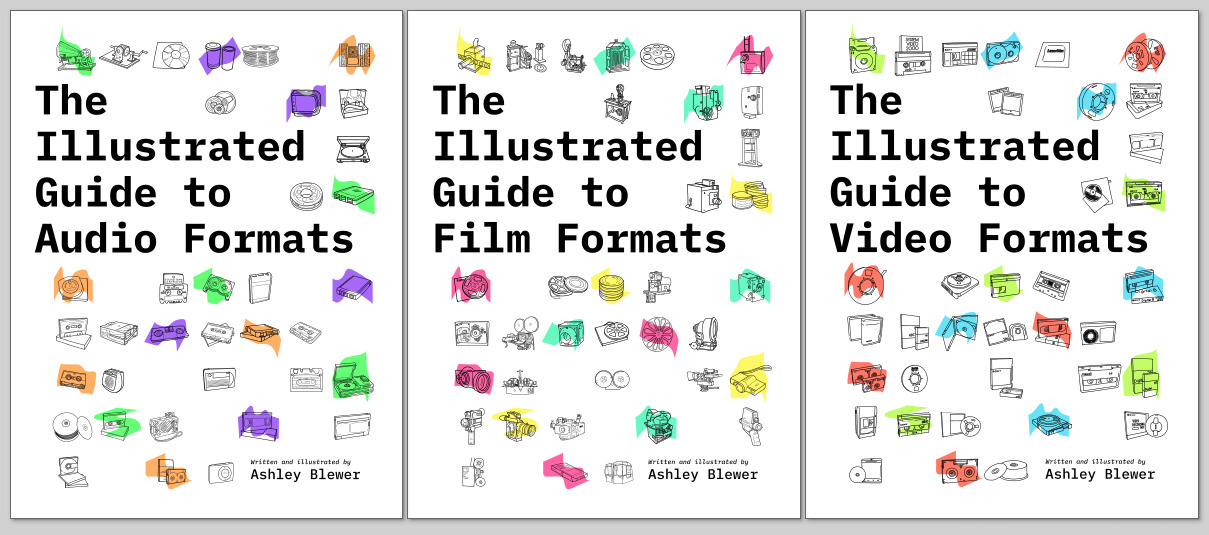 The
Illustrated
Guide to
Audio Formats
Written and illustrated by
Ashley Blewer
The
Illustrated
Guide to
Film Formats
Written and illustrated by
Ashley Blewer
The
Illustrated
Guide to
Video Formats
Written and illustrated by
Ashley Blewer